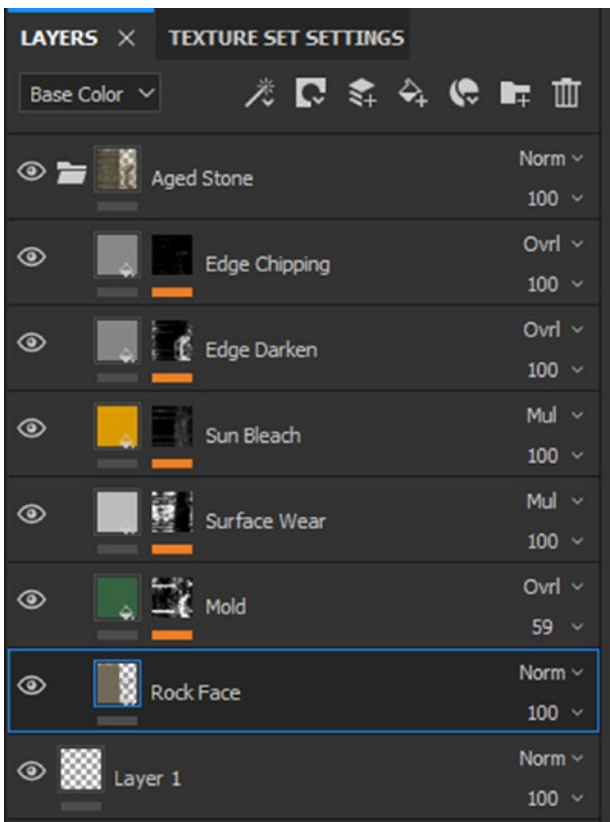 LAYERS TEXTURE SET SETTINGS
Base Color
Aged Stone Norm
100
Edge Chipping Ovrl
100
Edge Darken Ovrl
100
Sun Bleach Mul
100
Surface Wear Mul
100
Mold Ovrl
59
Rock Face Norm
100
Layer 1 Norm
100